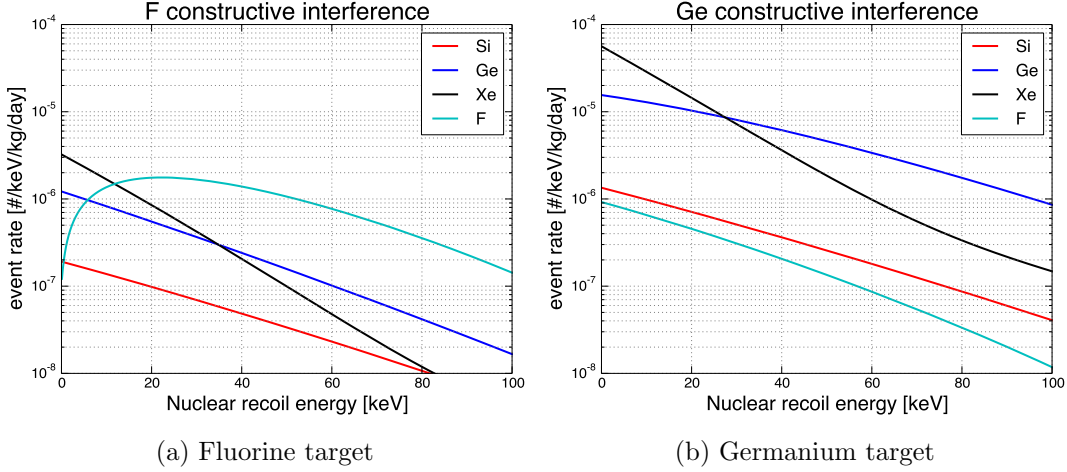 F constructive interference
10^-4
10^-5
10^-6
10^-7
10^-8
event rate [#/keV/kg/day]
0 20 40 60 80 100
Nuclear recoil energy [keV]
Si
Ge
Xe
F
(a) Fluorine target
Ge constructive interference
10^-4
10^-5
10^-6
10^-7
10^-8
event rate [#/keV/kg/day]
0 20 40 60 80 100
Nuclear recoil energy [keV]
Si
Ge
Xe
F
(b) Germanium target